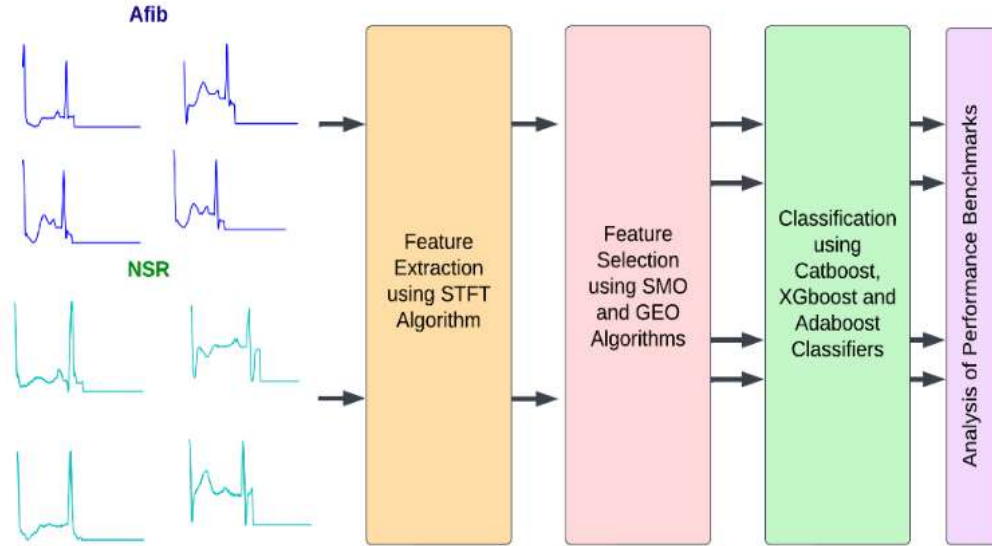 Afib
NSR
Feature
Extraction
using STFT
Algorithm
Feature
Selection
using SMO
and GEO
Algorithms
Classification
using
Catboost,
XGboost and
Adaboost
Classifiers
Analysis of Performance Benchmarks